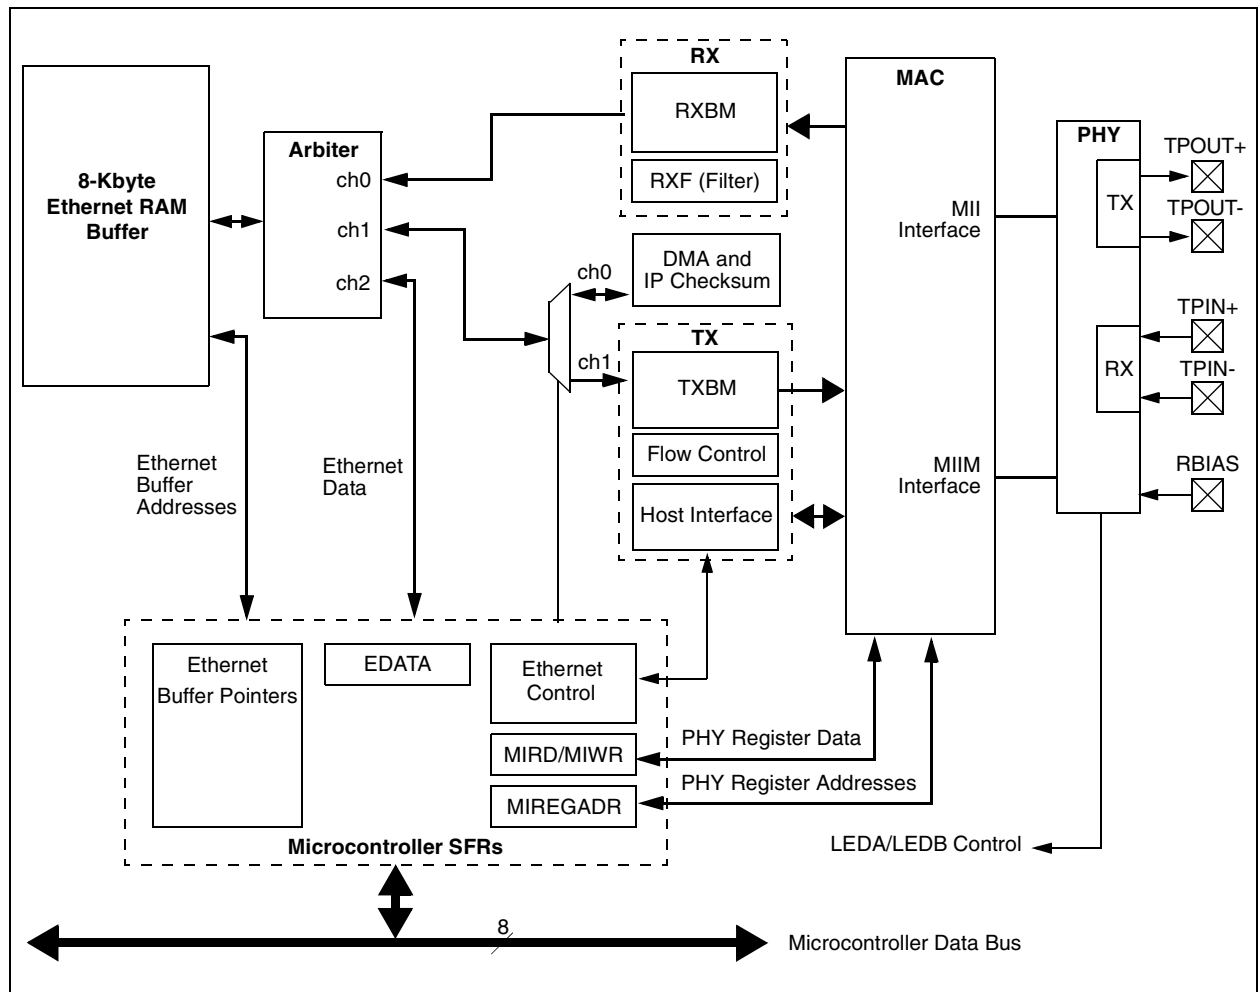 8-Kbyte
Ethernet RAM
Buffer
Arbiter
ch0
ch1
ch2
RX
RXBM
RXF (Filter)
DMA and
IP Checksum
ch0
ch1
TX
TXBM
Flow Control
Host Interface
MAC
MII
Interface
MIIM
Interface
PHY
TX
RX
TPOUT+
TPOUT-
TPIN+
TPIN-
RBIAS
Ethernet
Buffer
Addresses
Ethernet
Data
Ethernet
Buffer Pointers
EDATA
Ethernet
Control
MIRD/MIWR
MIREGADR
Microcontroller SFRs
PHY Register Data
PHY Register Addresses
LEDA/LEDB Control
8
Microcontroller Data Bus